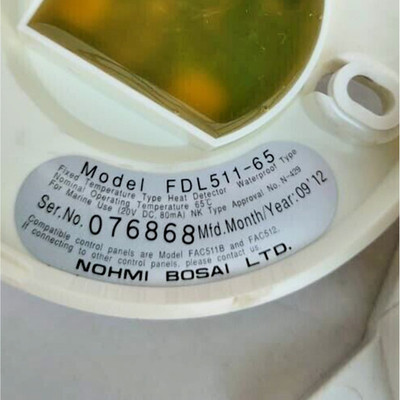 Model FDL511-65
Fixed Temperature Type Heat Detector Waterproof Type
Nominal Operating Temperature 65℃
For Marine Use (20V DC, 80mA) NK Type Approval No. N-429
Ser.No. 076868 Mfd.Month/Year. 09'12
Compatible control panels are Model FAC511B and FAC512.
If connecting to other control panels, please contact us.
NOHMI BOSAI LTD.